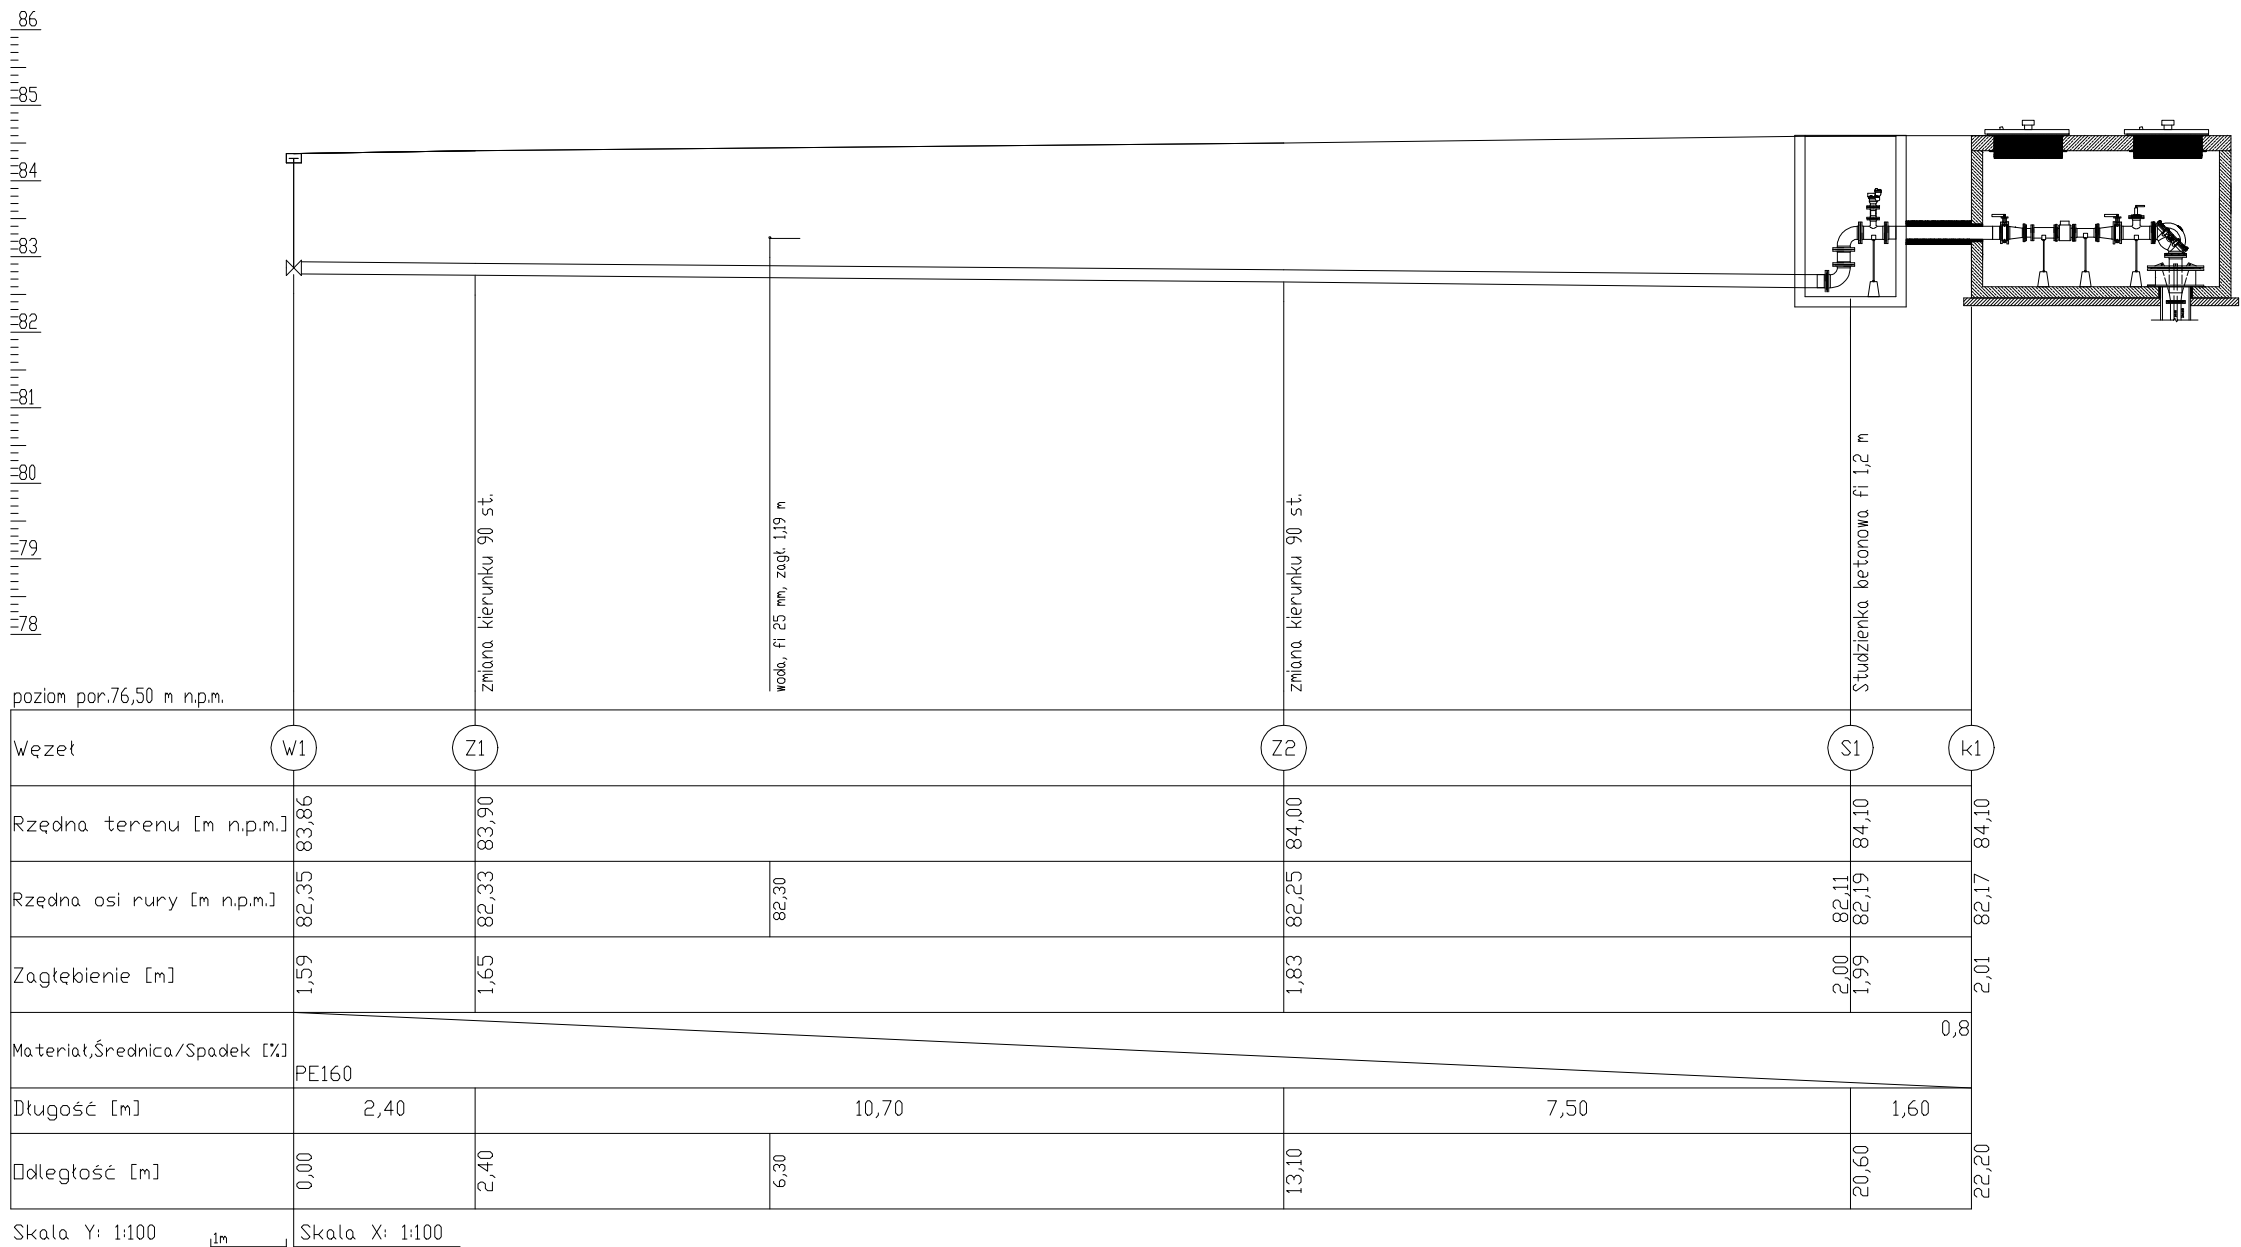 86
85
84
83
82
81
80
79
78
zmiana kierunku 90 st.
woda, fi 25 mm, zagł. 1,19 m
zmiana kierunku 90 st.
Studzienka betonowa fi 1,2 m
poziom por.76,50 m n.p.m.
Węzeł W1 Z1 Z2 S1 k1
Rzędna terenu [m n.p.m.] 83,86 83,90 84,00 84,10 84,10
Rzędna osi rury [m n.p.m.] 82,35 82,33 82,30 82,25 82,11 82,19 82,17
Zagłębienie [m] 1,59 1,65 1,83 2,00 1,99 2,01
0,8
Materiał,Średnica/Spadek [%]
PE160
Długość [m] 2,40 10,70 7,50 1,60
Odległość [m] 0,00 2,40 6,30 13,10 20,60 22,20
Skala Y: 1:100 1m Skala X: 1:100